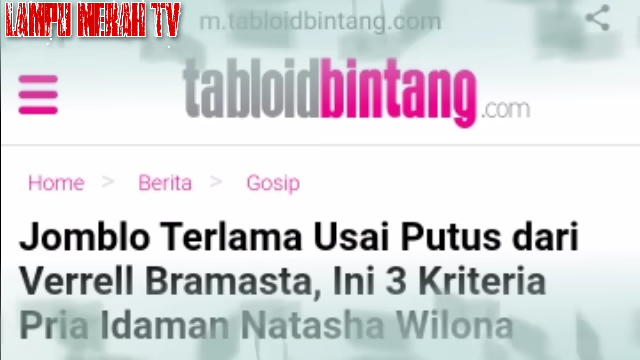 LAMPU MERAH TV
m.tabloidbintang.com
tabloidbintang.com
Home > Berita > Gosip
Jomblo Terlama Usai Putus dari
Verrell Bramasta, Ini 3 Kriteria
Pria Idaman Natasha Wilona